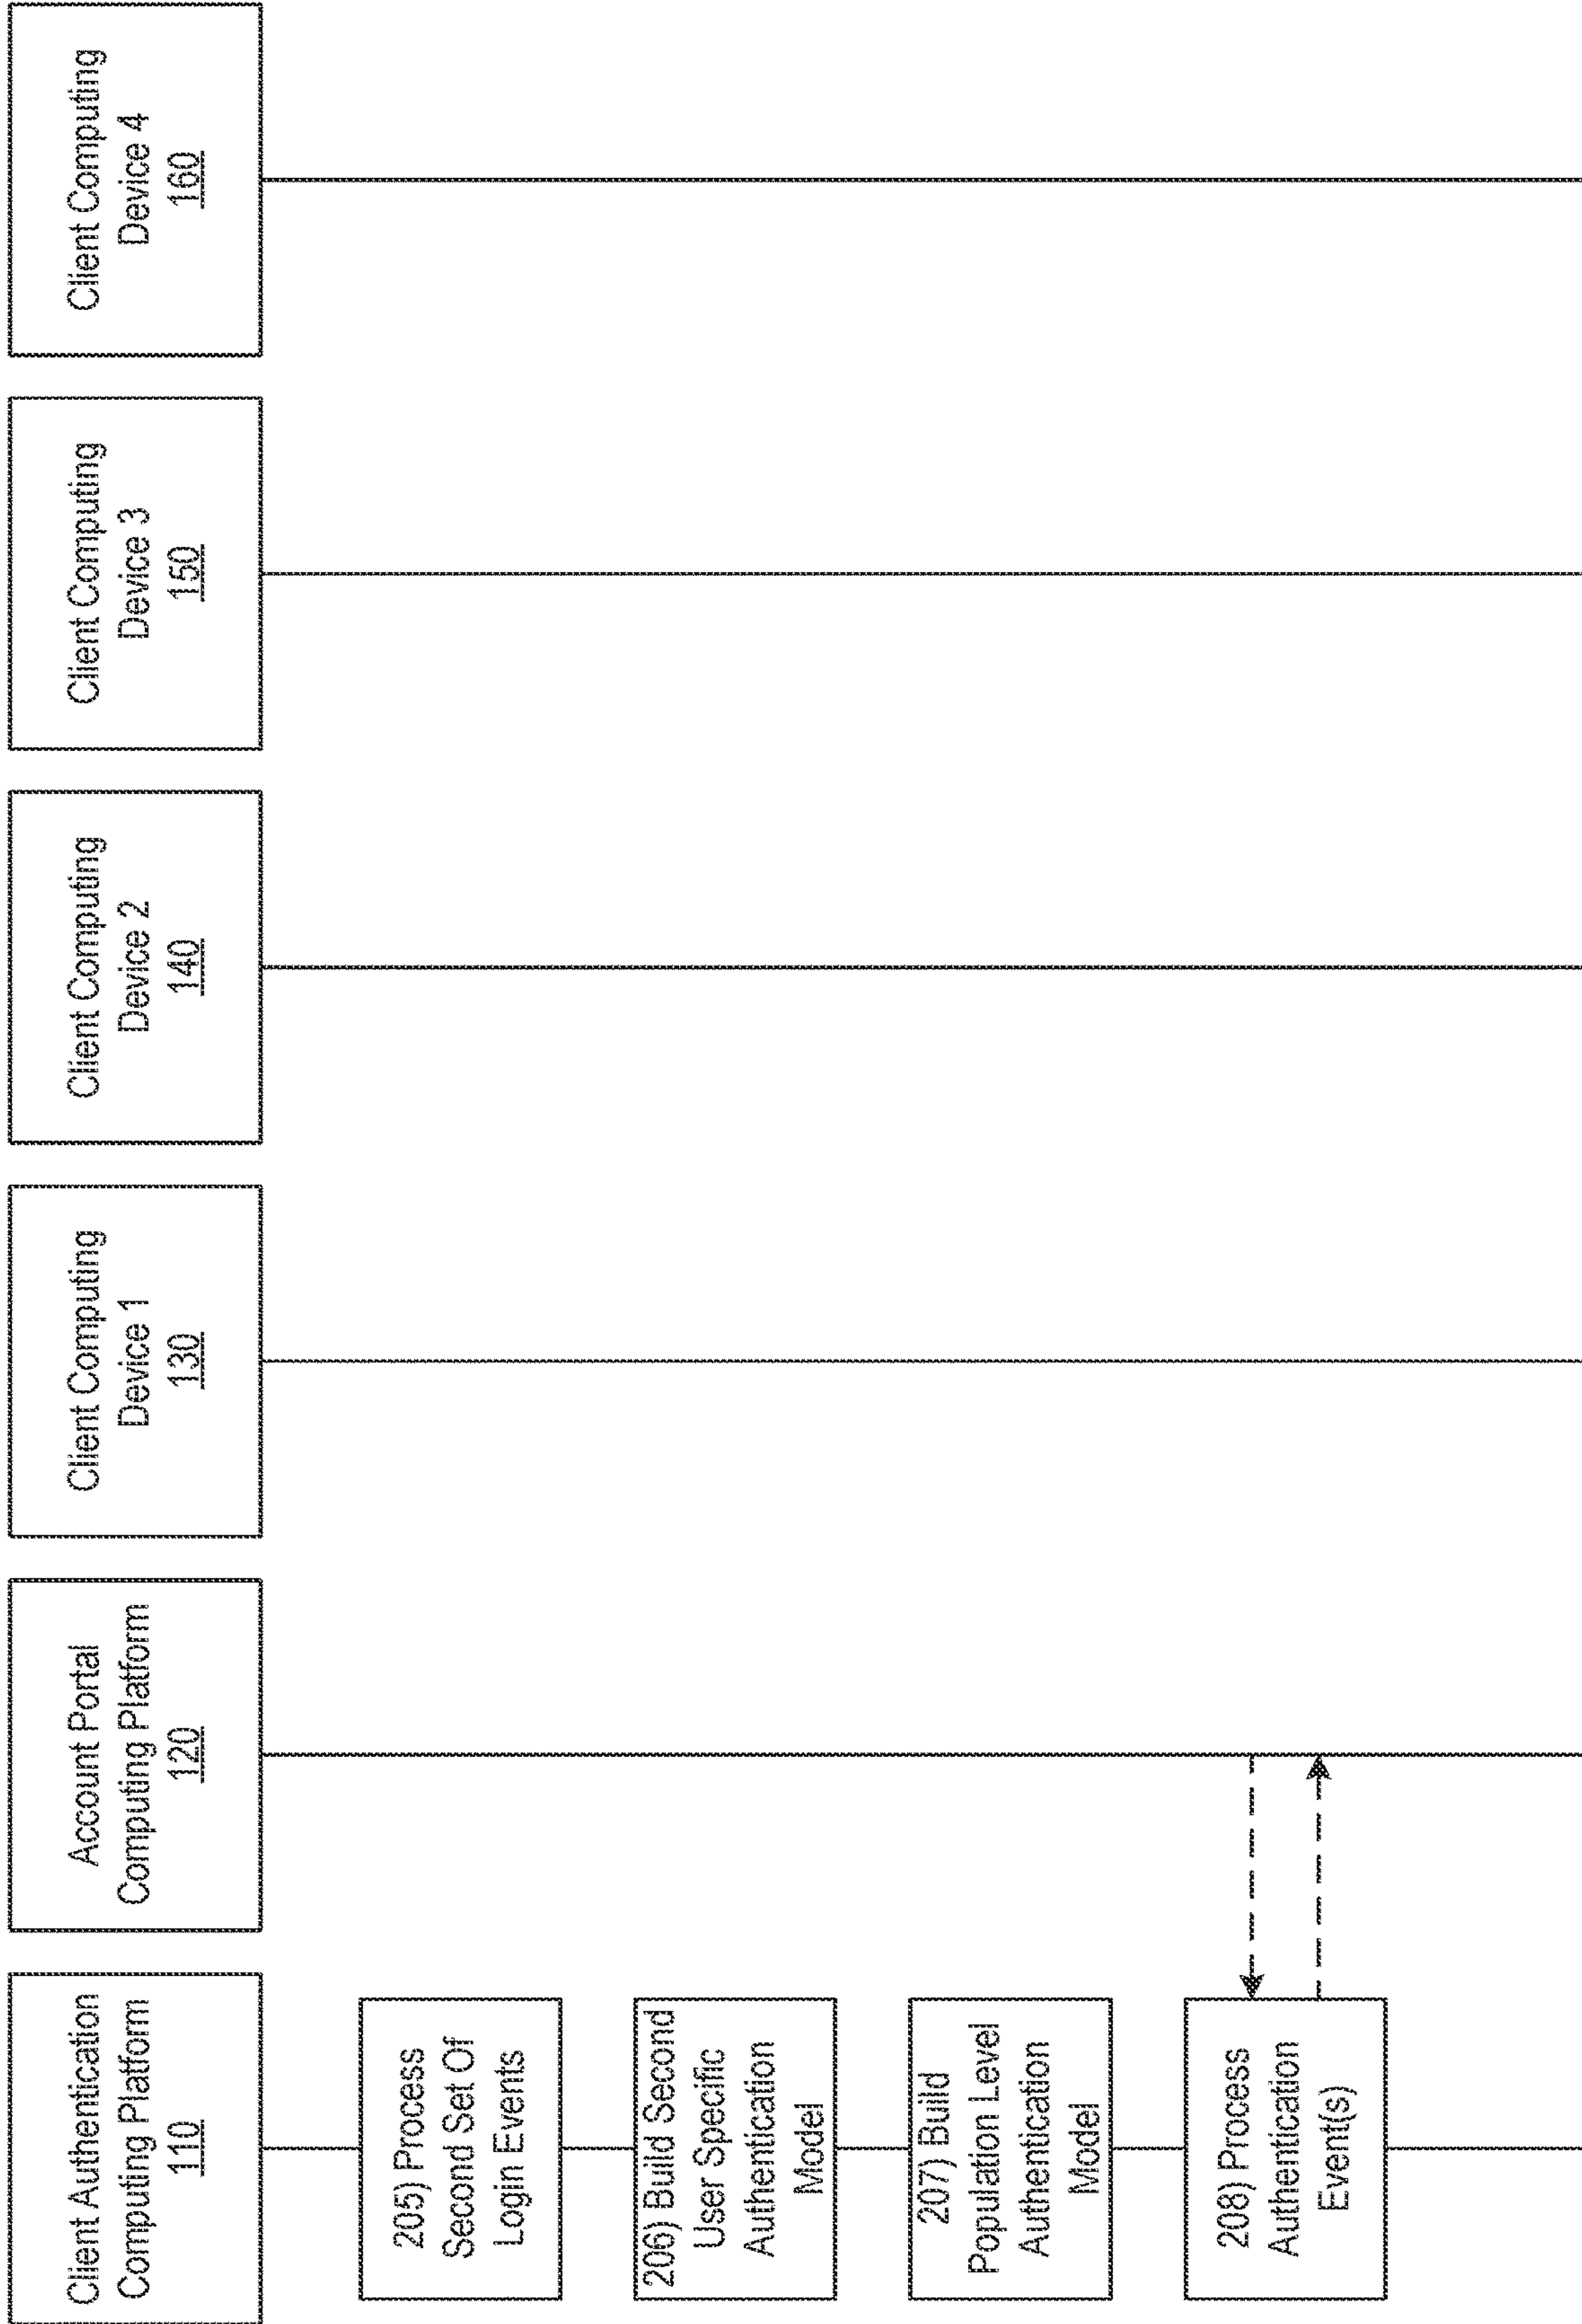 Client Authentication
Computing Platform
110
Account Portal
Computing Platform
120
Client Computing
Device 1
130
Client Computing
Device 2
140
Client Computing
Device 3
150
Client Computing
Device 4
160
205) Process
Second Set Of
Login Events
206) Build Second
User Specific
Authentication
Model
207) Build
Population Level
Authentication
Model
208) Process
Authentication
Event(s)